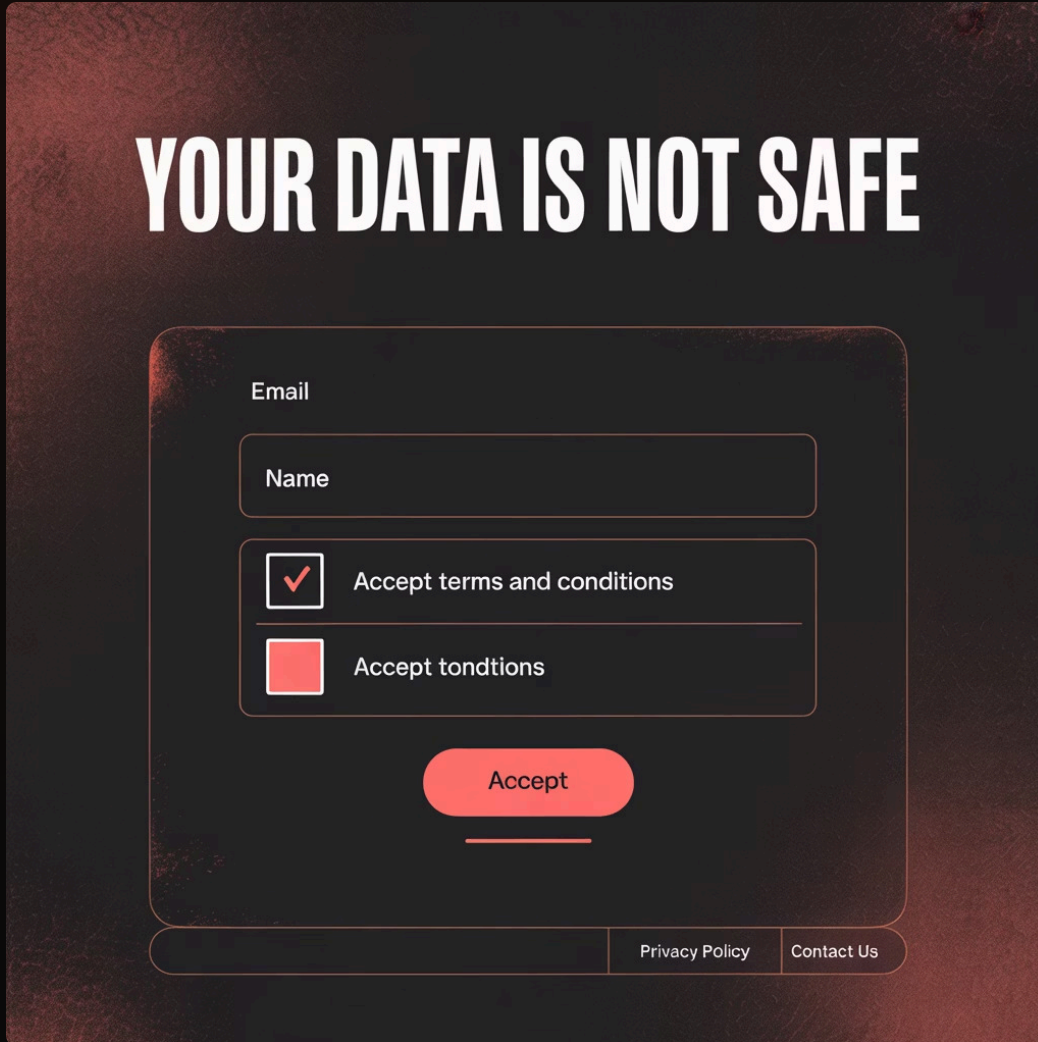 YOUR DATA IS NOT SAFE
Email
Name
Accept terms and conditions
Accept tondtions
Accept
Privacy Policy
Contact Us